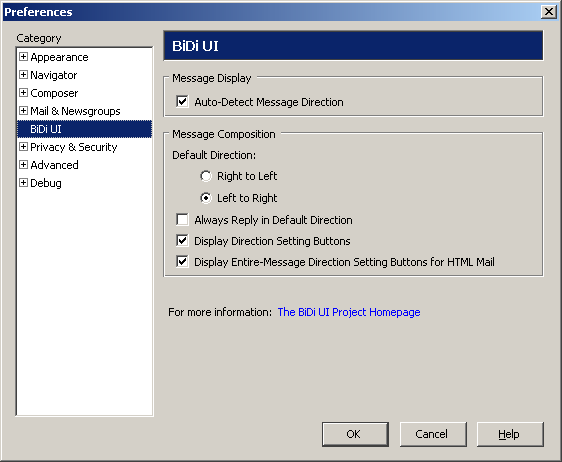 Preferences
Category
Appearance
Navigator
Composer
Mail & Newsgroups
BiDi UI
Privacy & Security
Advanced
Debug
BiDi UI
Message Display
Auto-Detect Message Direction
Message Composition
Default Direction:
Right to Left
Left to Right
Always Reply in Default Direction
Display Direction Setting Buttons
Display Entire-Message Direction Setting Buttons for HTML Mail
For more information: The BiDi UI Project Homepage
OK Cancel Help